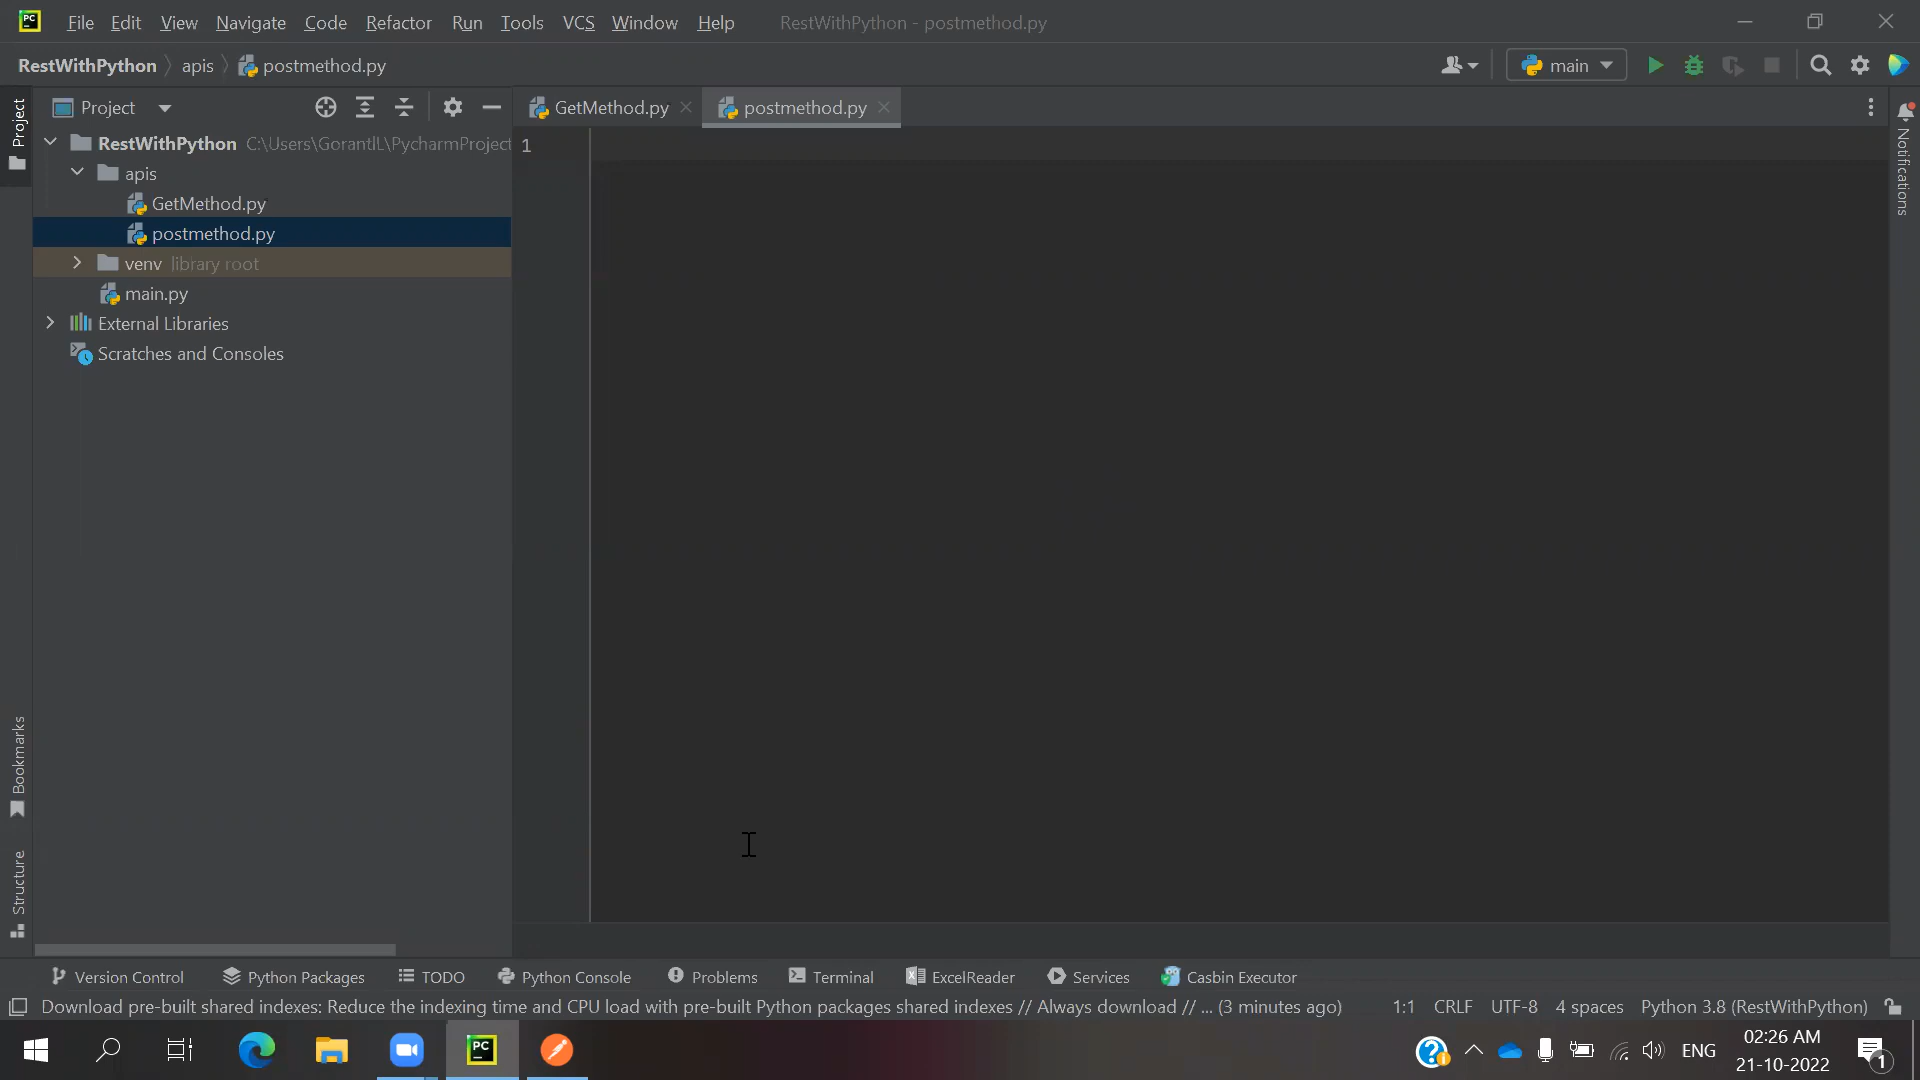 PC File Edit View Navigate Code Refactor Run Tools VCS Window Help RestWithPython - postmethod.py
RestWithPython apis postmethod.py main
Project
Project
GetMethod.py
postmethod.py
RestWithPython C:\Users\GorantlL\PycharmProject
apis
GetMethod.py
postmethod.py
venv library root
main.py
External Libraries
Scratches and Consoles
1
Notifications
Bookmarks
Structure
Version Control Python Packages TODO Python Console Problems Terminal ExcelReader Services Casbin Executor
Download pre-built shared indexes: Reduce the indexing time and CPU load with pre-built Python packages shared indexes // Always download // ... (3 minutes ago) 1:1 CRLF UTF-8 4 spaces Python 3.8 (RestWithPython)
PC
ENG
02:26 AM
21-10-2022
1